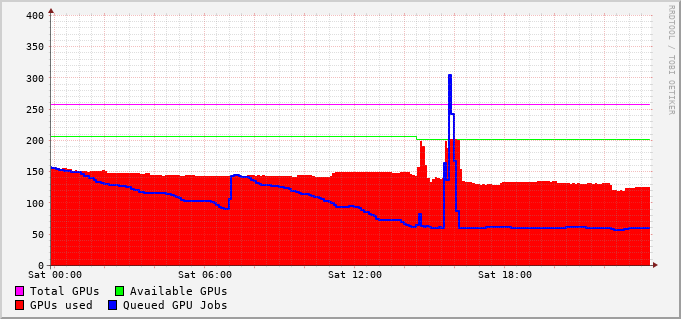 400
350
300
250
200
150
100
50
0
Sat 00:00 Sat 06:00 Sat 12:00 Sat 18:00
Total GPUs Available GPUs
GPUs used Queued GPU Jobs
RRDTOOL / TOBI OETIKER